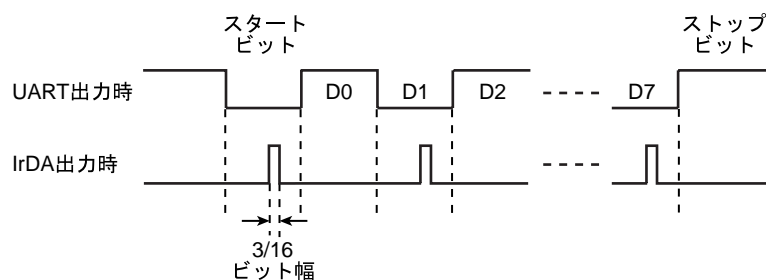 スタート
ビット
ストップ
ビット
UART出力時
D0
D1
D2
D7
IrDA出力時
3/16
ビット幅